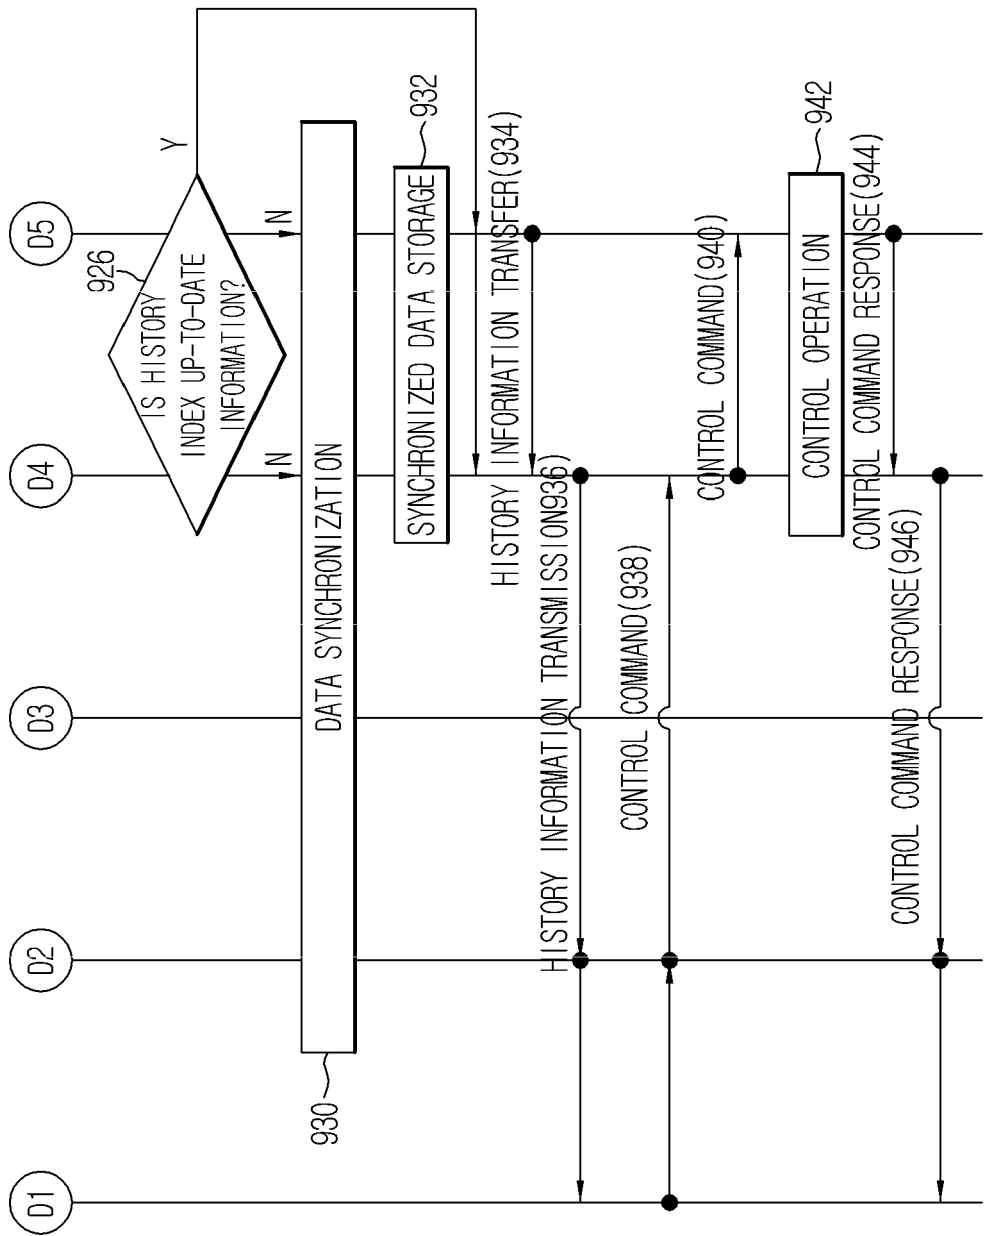 D1
D2
D3
D4
D5
IS HISTORY
INDEX UP-TO-DATE
INFORMATION?
926
Y
N
N
DATA SYNCHRONIZATION
930
SYNCHRONIZED DATA STORAGE
932
HISTORY INFORMATION TRANSFER(934)
HISTORY INFORMATION TRANSMISSION936)
CONTROL COMMAND(938)
CONTROL COMMAND(940)
CONTROL OPERATION
942
CONTROL COMMAND RESPONSE(944)
CONTROL COMMAND RESPONSE(946)